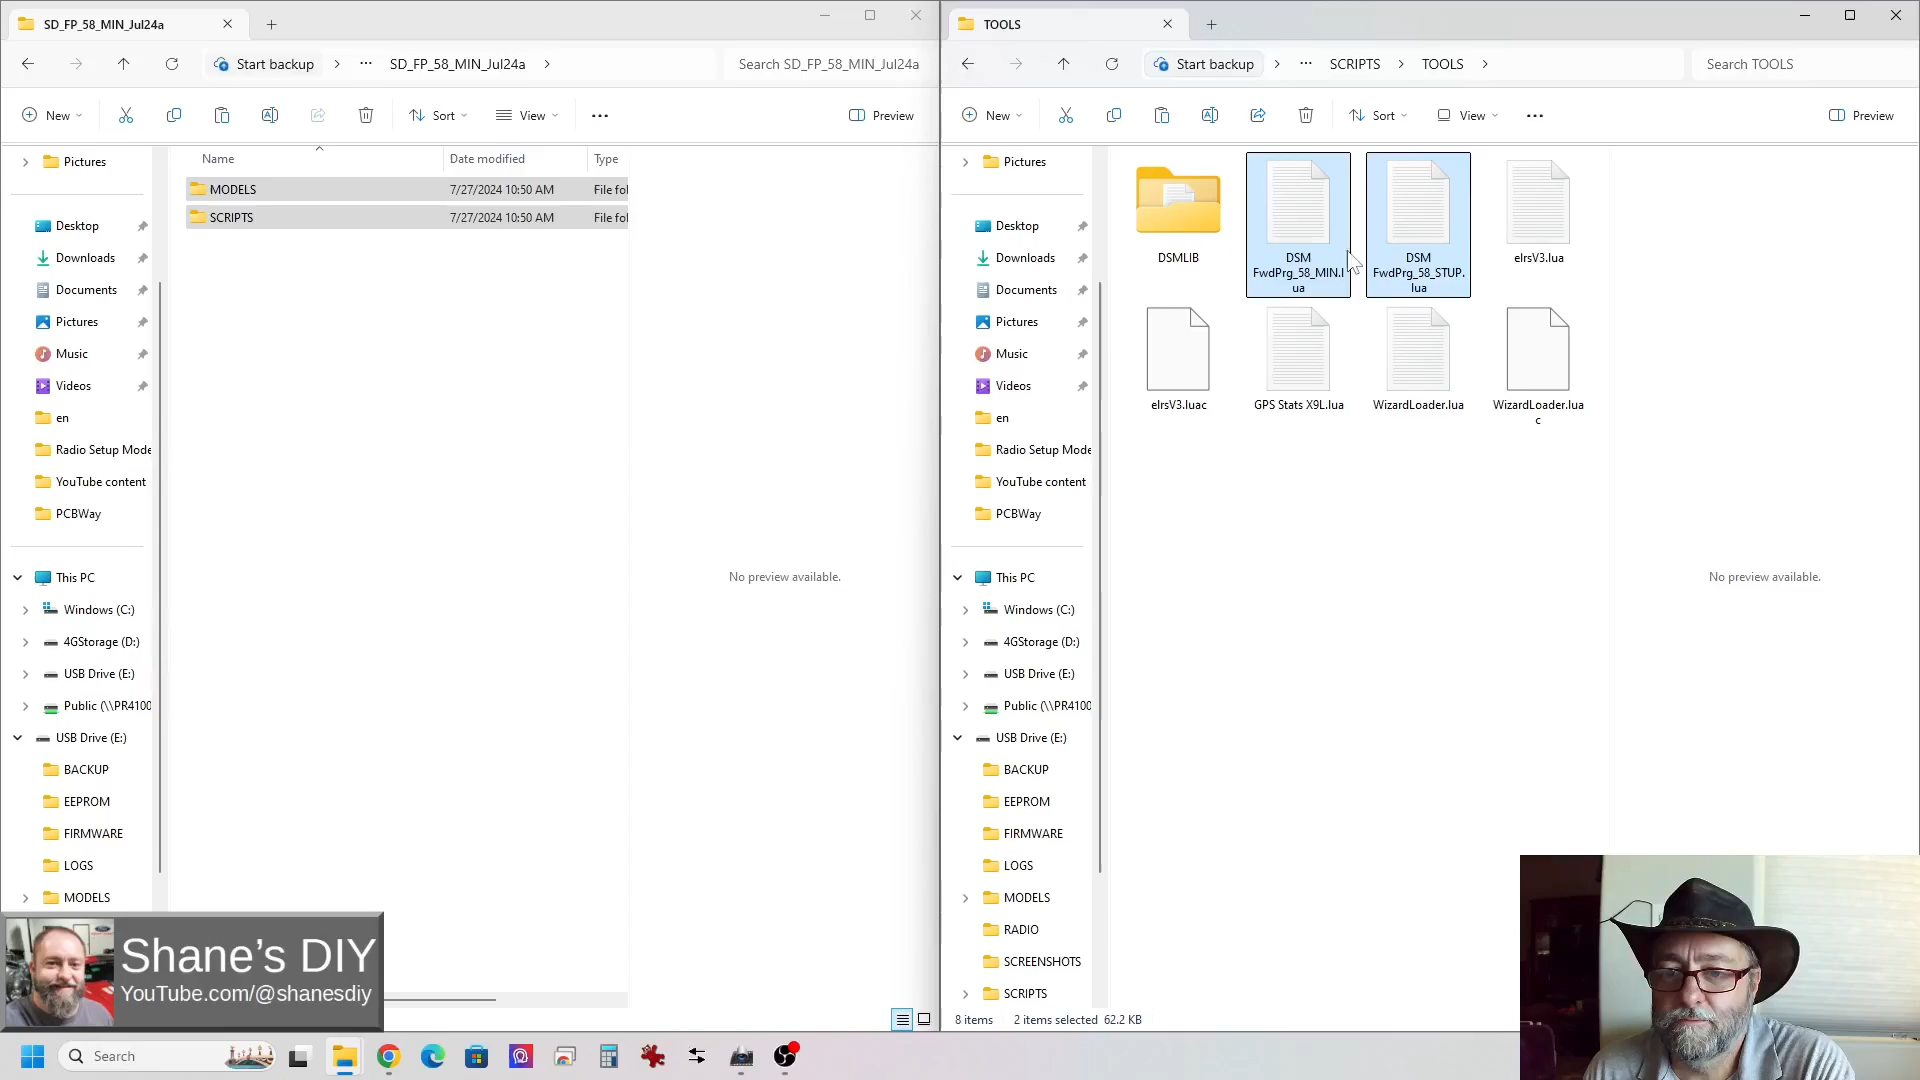 SD_FP_58_MIN_Jul24a
Start backup
SD_FP_58_MIN_Jul24a
Search SD_FP_58_MIN_Jul24a
New
Sort
View
Preview
Name
Date modified
Type
MODELS
7/27/2024 10:50 AM
File fol
SCRIPTS
7/27/2024 10:50 AM
File fol
Pictures
Desktop
Downloads
Documents
Pictures
Music
Videos
en
Radio Setup Mode
YouTube content
PCBWay
This PC
Windows (C:)
4GStorage (D:)
USB Drive (E:)
Public (\\PR4100
USB Drive (E:)
BACKUP
EEPROM
FIRMWARE
LOGS
MODELS
No preview available.
TOOLS
Start backup
SCRIPTS
TOOLS
Search TOOLS
New
Sort
View
Preview
Pictures
Desktop
Downloads
Documents
Pictures
Music
Videos
en
Radio Setup Mode
YouTube content
PCBWay
This PC
Windows (C:)
4GStorage (D:)
USB Drive (E:)
Public (\\PR4100
USB Drive (E:)
BACKUP
EEPROM
FIRMWARE
LOGS
MODELS
RADIO
SCREENSHOTS
SCRIPTS
DSMLIB
DSM
FwdPrg_58_MIN.l
ua
DSM
FwdPrg_58_STUP.
lua
elrsV3.lua
elrsV3.luac
GPS Stats X9L.lua
WizardLoader.lua
WizardLoader.lua
c
No preview available.
8 items
2 items selected 62.2 KB
Shane's DIY
YouTube.com/@shanesdiy
Search